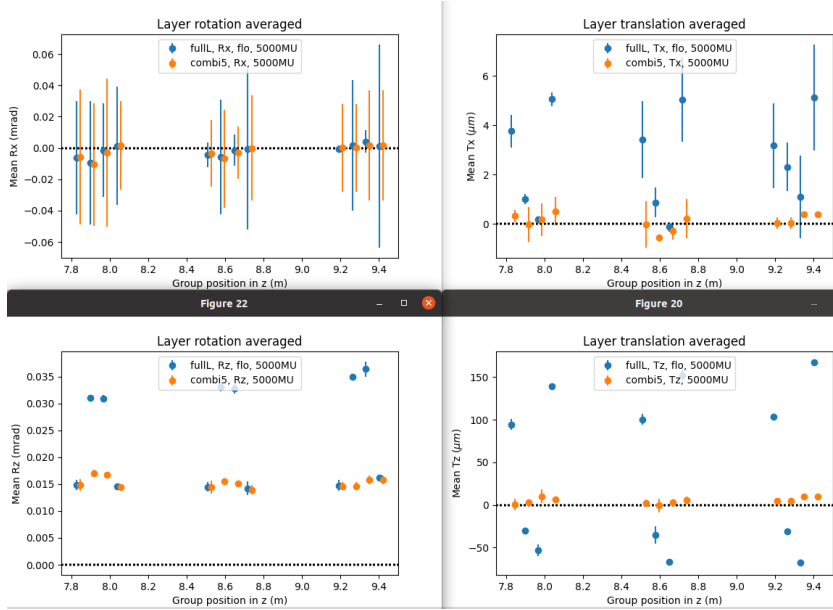 Layer rotation averaged
fullL, Rx, flo, 5000MU
combi5, Rx, 5000MU
Mean Rx (mrad)
0.06
0.04
0.02
0.00
−0.02
−0.04
−0.06
7.8 8.0 8.2 8.4 8.6 8.8 9.0 9.2 9.4
Group position in z (m)
Layer translation averaged
fullL, Tx, flo, 5000MU
combi5, Tx, 5000MU
Mean Tx (μm)
6
4
2
0
7.8 8.0 8.2 8.4 8.6 8.8 9.0 9.2 9.4
Group position in z (m)
Figure 22
Layer rotation averaged
fullL, Rz, flo, 5000MU
combi5, Rz, 5000MU
Mean Rz (mrad)
0.035
0.030
0.025
0.020
0.015
0.010
0.005
0.000
7.8 8.0 8.2 8.4 8.6 8.8 9.0 9.2 9.4
Group position in z (m)
Figure 20
Layer translation averaged
fullL, Tz, flo, 5000MU
combi5, Tz, 5000MU
Mean Tz (μm)
150
100
50
0
−50
7.8 8.0 8.2 8.4 8.6 8.8 9.0 9.2 9.4
Group position in z (m)